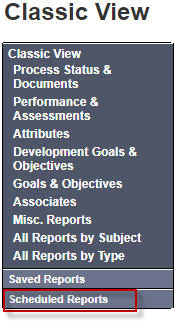 Classic View
Classic View
Process Status &
Documents
Performance &
Assessments
Attributes
Development Goals &
Objectives
Goals & Objectives
Associates
Misc. Reports
All Reports by Subject
All Reports by Type
Saved Reports
Scheduled Reports